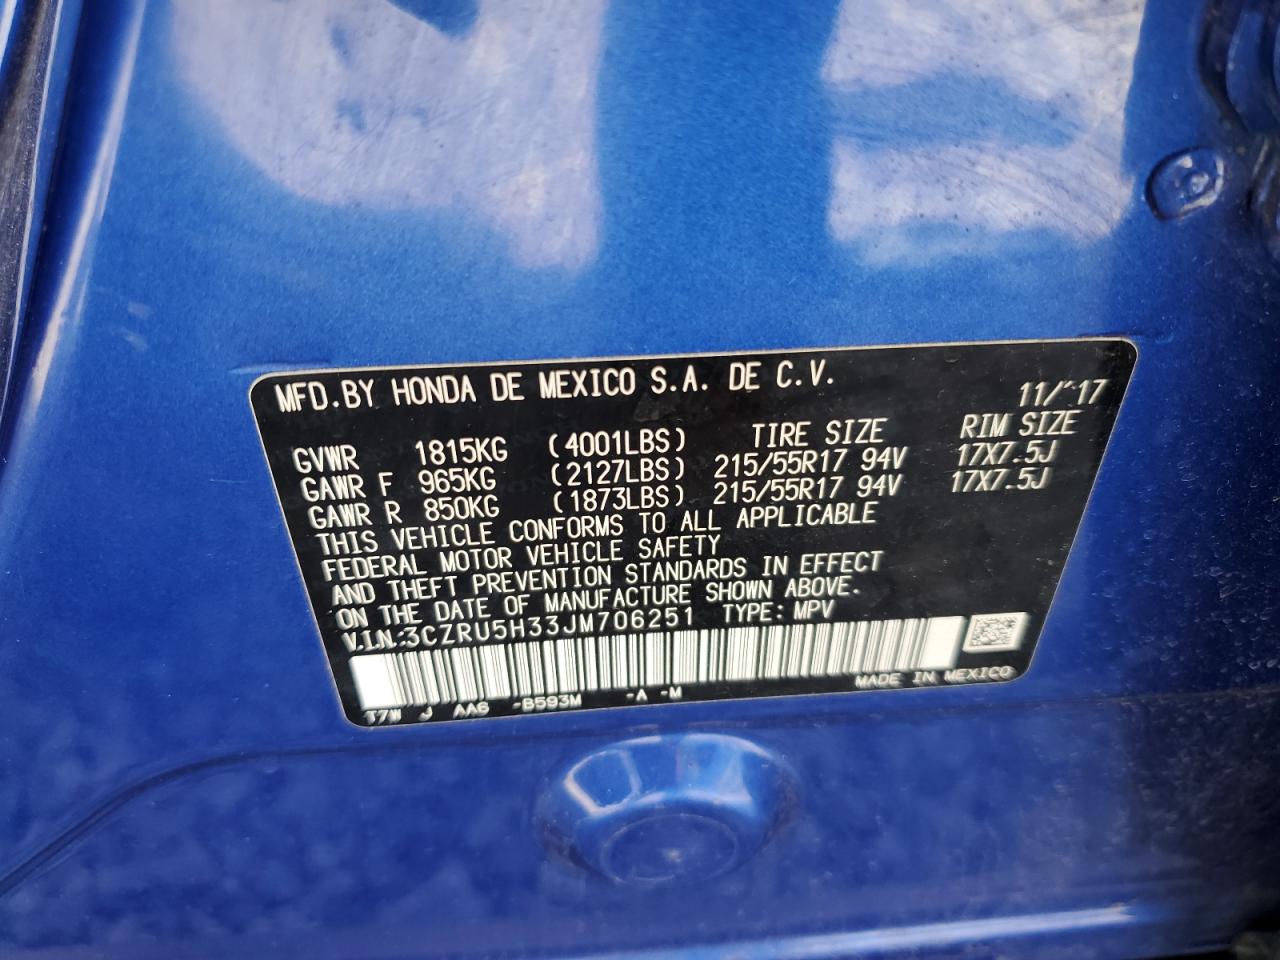 MFD.BY HONDA DE MEXICO S.A. DE C.V.
11/'17
GVWR 1815KG (4001LBS) TIRE SIZE RIM SIZE
GAWR F 965KG (2127LBS) 215/55R17 94V 17X7.5J
GAWR R 850KG (1873LBS) 215/55R17 94V 17X7.5J
THIS VEHICLE CONFORMS TO ALL APPLICABLE
FEDERAL MOTOR VEHICLE SAFETY
AND THEFT PREVENTION STANDARDS IN EFFECT
ON THE DATE OF MANUFACTURE SHOWN ABOVE.
V.I.N.:3CZRU5H33JM706251 TYPE: MPV
MADE IN MEXICO
T7W J AA6 -B593M -A -M